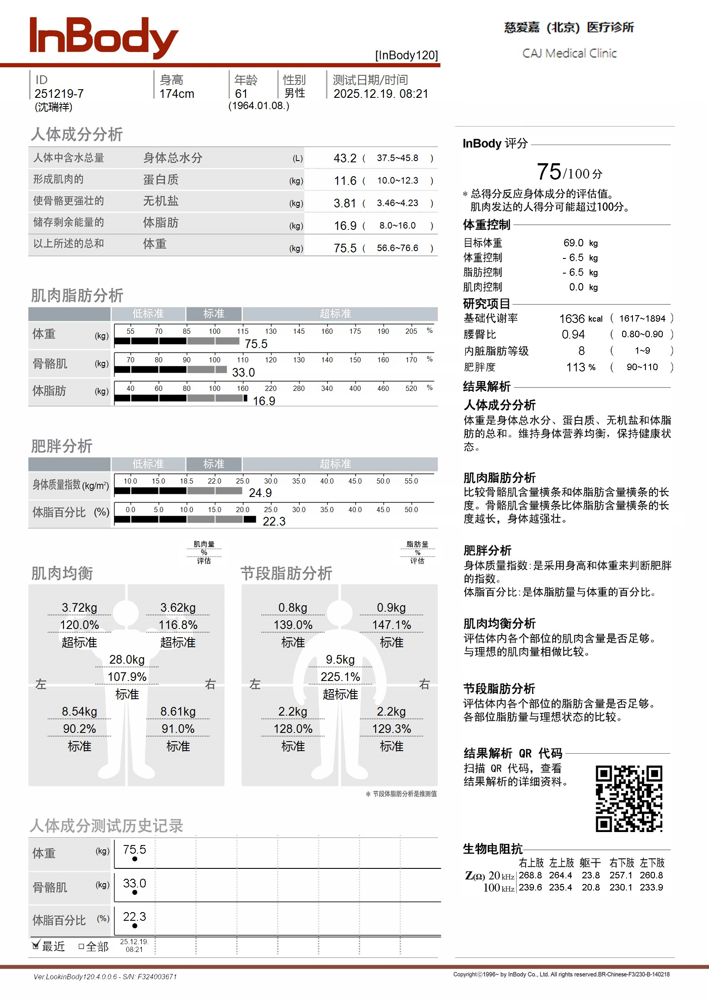 InBody
[InBody120]
慈爱嘉（北京）医疗诊所
CAJ Medical Clinic
ID 身高 年龄 性别 测试日期/时间
251219-7 174cm 61 男性 2025.12.19. 08:21
(沈瑞祥) (1964.01.08.)
人体成分分析
人体中含水总量 身体总水分 (L) 43.2 ( 37.5~45.8 )
形成肌肉的 蛋白质 (kg) 11.6 ( 10.0~12.3 )
使骨骼更强壮的 无机盐 (kg) 3.81 ( 3.46~4.23 )
储存剩余能量的 体脂肪 (kg) 16.9 ( 8.0~16.0 )
以上所述的总和 体重 (kg) 75.5 ( 56.6~76.6 )
肌肉脂肪分析
低标准 标准 超标准
体重 (kg) 55 70 85 100 115 130 145 160 175 190 205 %
75.5
骨骼肌 (kg) 70 80 90 100 110 120 130 140 150 160 170 %
33.0
体脂肪 (kg) 40 60 80 100 160 220 280 340 400 460 520 %
16.9
肥胖分析
低标准 标准 超标准
身体质量指数 (kg/m²) 10.0 15.0 18.5 22.0 25.0 30.0 35.0 40.0 45.0 50.0 55.0
24.9
体脂百分比 (%) 0.0 5.0 10.0 15.0 20.0 25.0 30.0 35.0 40.0 45.0 50.0
22.3
肌肉量
%
评估
肌肉均衡
3.72kg 3.62kg
120.0% 116.8%
超标准 超标准
28.0kg
107.9%
左 标准 右
8.54kg 8.61kg
90.2% 91.0%
标准 标准
脂肪量
%
评估
节段脂肪分析
0.8kg 0.9kg
139.0% 147.1%
标准 标准
9.5kg
225.1%
左 超标准 右
2.2kg 2.2kg
128.0% 129.3%
标准 标准
* 节段体脂肪分析是推测值
人体成分测试历史记录
体重 (kg) 75.5
骨骼肌 (kg) 33.0
体脂百分比 (%) 22.3
最近 全部 25.12.19.
08:21
InBody 评分
75/100 分
* 总得分反应身体成分的评估值。
肌肉发达的人得分可能超过100分。
体重控制
目标体重 69.0 kg
体重控制 - 6.5 kg
脂肪控制 - 6.5 kg
肌肉控制 0.0 kg
研究项目
基础代谢率 1636 kcal ( 1617~1894 )
腰臀比 0.94 ( 0.80~0.90 )
内脏脂肪等级 8 ( 1~9 )
肥胖度 113 % ( 90~110 )
结果解析
人体成分分析
体重是身体总水分、蛋白质、无机盐和体脂
肪的总和。维持身体营养均衡，保持健康状
态。
肌肉脂肪分析
比较骨骼肌含量横条和体脂肪含量横条的长
度。骨骼肌含量横条比体脂肪含量横条的长
度越长，身体越强壮。
肥胖分析
身体质量指数:是采用身高和体重来判断肥胖
的指数。
体脂百分比:是体脂肪量与体重的百分比。
肌肉均衡分析
评估体内各个部位的肌肉含量是否足够。
与理想的肌肉量相做比较。
节段脂肪分析
评估体内各个部位的脂肪含量是否足够。
各部位脂肪量与理想状态的比较。
结果解析 QR 代码
扫描 QR 代码，查看
结果解析的详细资料。
生物电阻抗
右上肢 左上肢 躯干 右下肢 左下肢
Z(Ω) 20 kHz 268.8 264.4 23.8 257.1 260.8
100 kHz 239.6 235.4 20.8 230.1 233.9
Ver.LookinBody120.4.0.0.6 - S/N: F324003671
Copyright©1996~ by InBody Co., Ltd. All rights reserved.BR-Chinese-F3/230-B-140218